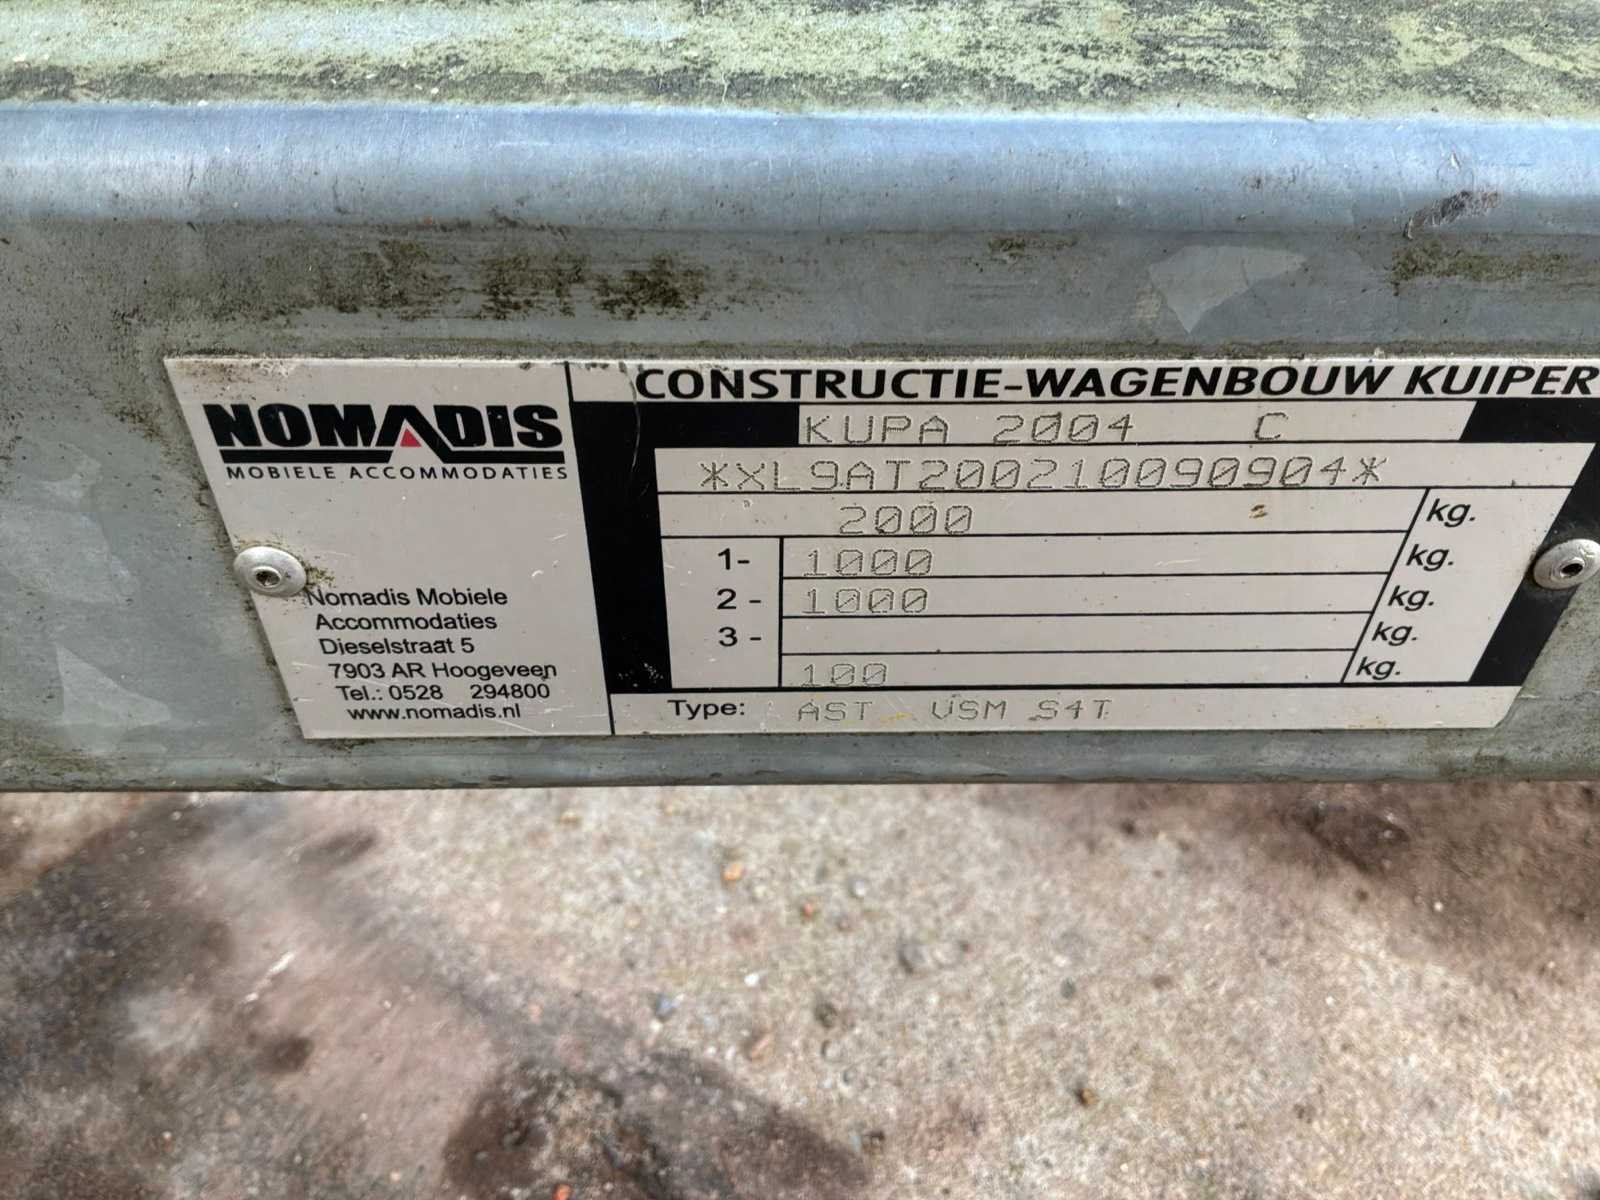 NOMADIS
MOBIELE ACCOMMODATIES
Nomadis Mobiele
Accommodaties
Dieselstraat 5
7903 AR Hoogeveen
Tel.: 0528 294800
www.nomadis.nl
CONSTRUCTIE-WAGENBOUW KUIPER
KUPA 2004 C
*XL9AT200210090904*
2000 kg.
1- 1000 kg.
2 - 1000 kg.
3 - kg.
100 kg.
Type: AST VSM S4T